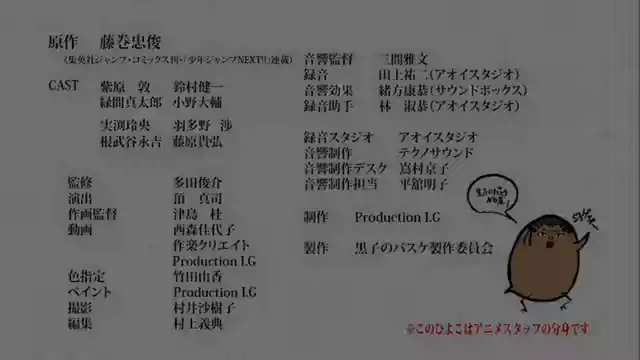 原作 藤巻忠俊
(集英社ジャンプ・コミックス刊・「少年ジャンプNEXT!!」連載)
CAST 紫原 敦 鈴村健一
緑間真太郎 小野大輔
実渕玲央 羽多野 渉
根武谷永吉 藤原貴弘
監修 多田俊介
演出 頂 真司
作画監督 津島 桂
動画 西森佳代子
作楽クリエイト
Production I.G
色指定 竹田由香
ペイント Production I.G
撮影 村井沙樹子
編集 村上義典
音響監督 三間雅文
録音 田上祐二(アオイスタジオ)
音響効果 緒方康恭(サウンドボックス)
録音助手 林 淑恭(アオイスタジオ)
録音スタジオ アオイスタジオ
音響制作 テクノサウンド
音響制作デスク 蔦村京子
音響制作担当 平舘明子
制作 Production I.G
製作 黒子のバスケ製作委員会
※このひよこはアニメスタッフの分身です